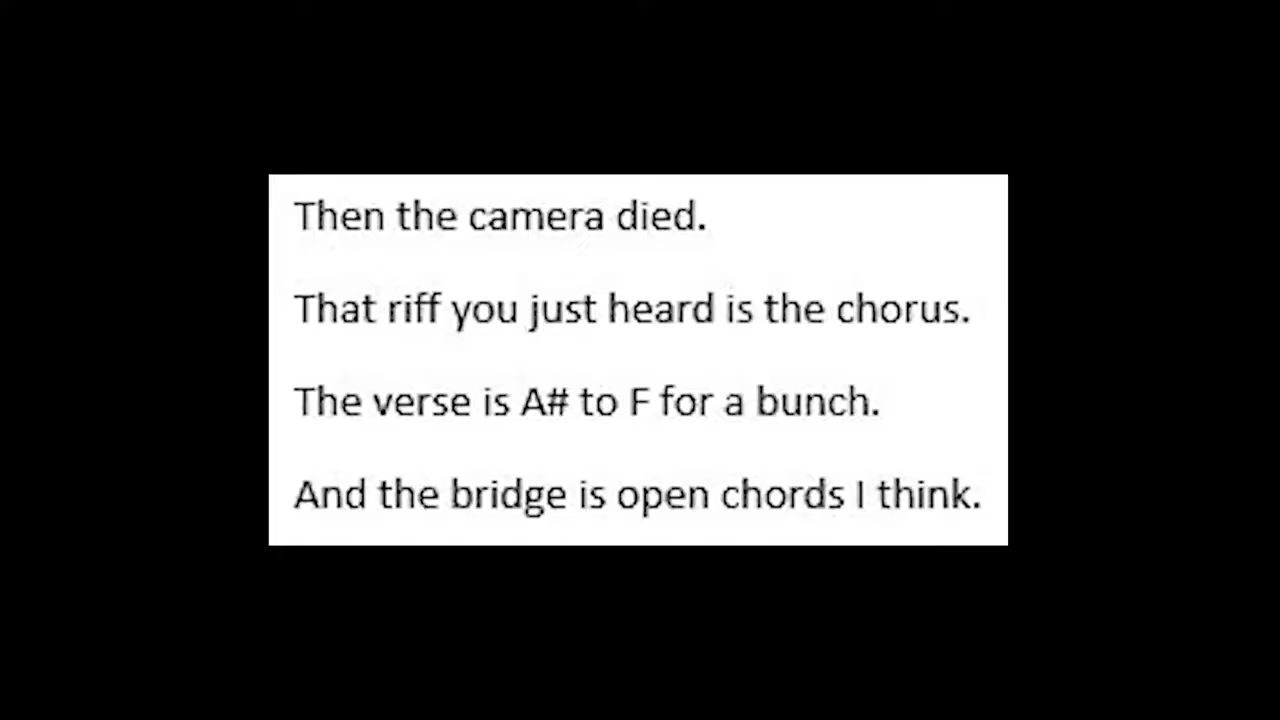 Then the camera died.
That riff you just heard is the chorus.
The verse is A# to F for a bunch.
And the bridge is open chords I think.